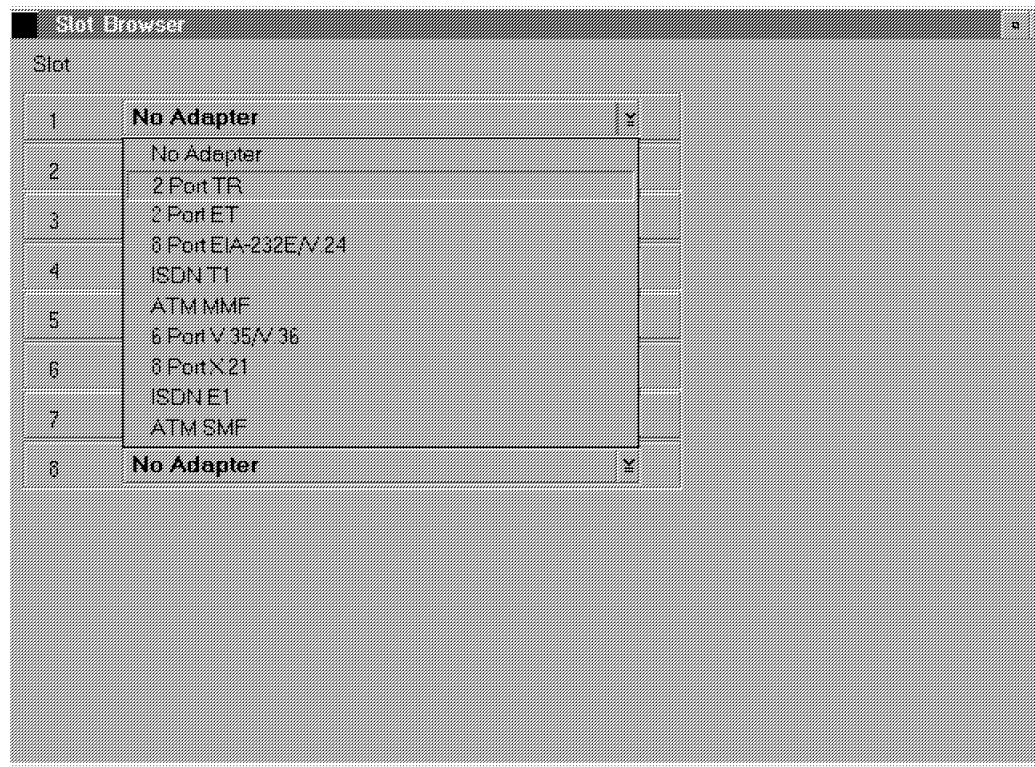 Slot Browser
Slot
1 No Adapter
No Adapter
2 2 Port TR
3 2 Port ET
8 Port EIA-232E/V.24
4 ISDN T1
ATM MMF
5 6 Port V.35/V.36
6 8 Port X.21
ISDN E1
7 ATM SMF
8 No Adapter